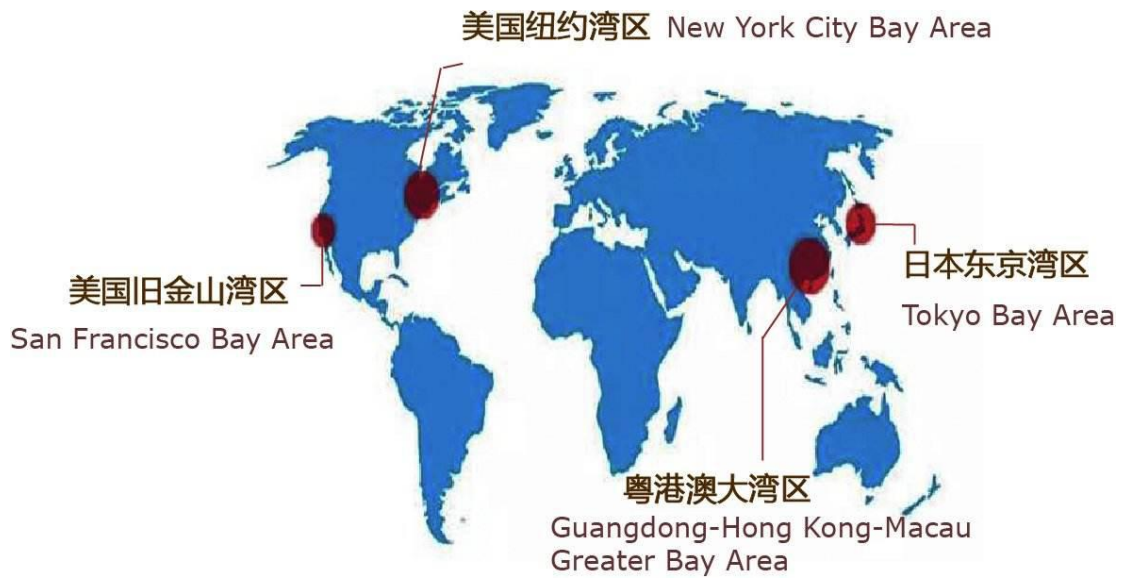 美国纽约湾区 New York City Bay Area
美国旧金山湾区
San Francisco Bay Area
日本东京湾区
Tokyo Bay Area
粤港澳大湾区
Guangdong-Hong Kong-Macau
Greater Bay Area